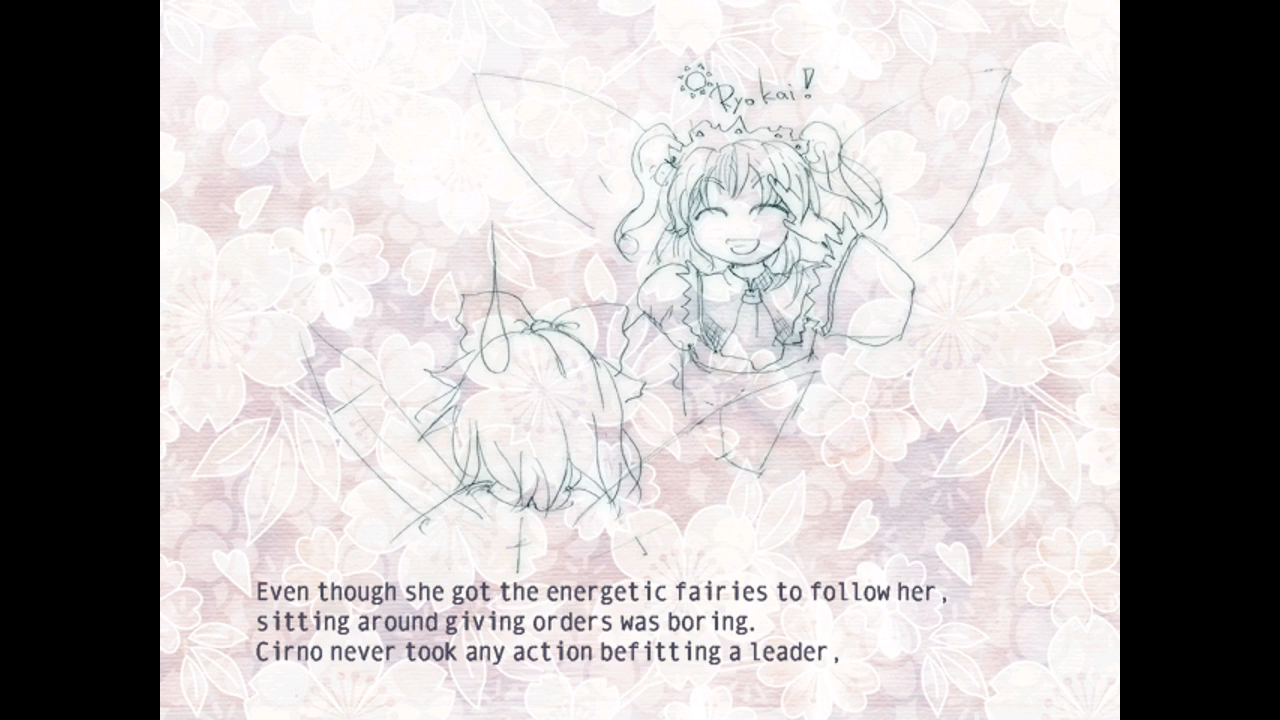 Ryokai!
Even though she got the energetic fairies to follow her,
sitting around giving orders was boring.
Cirno never took any action befitting a leader,